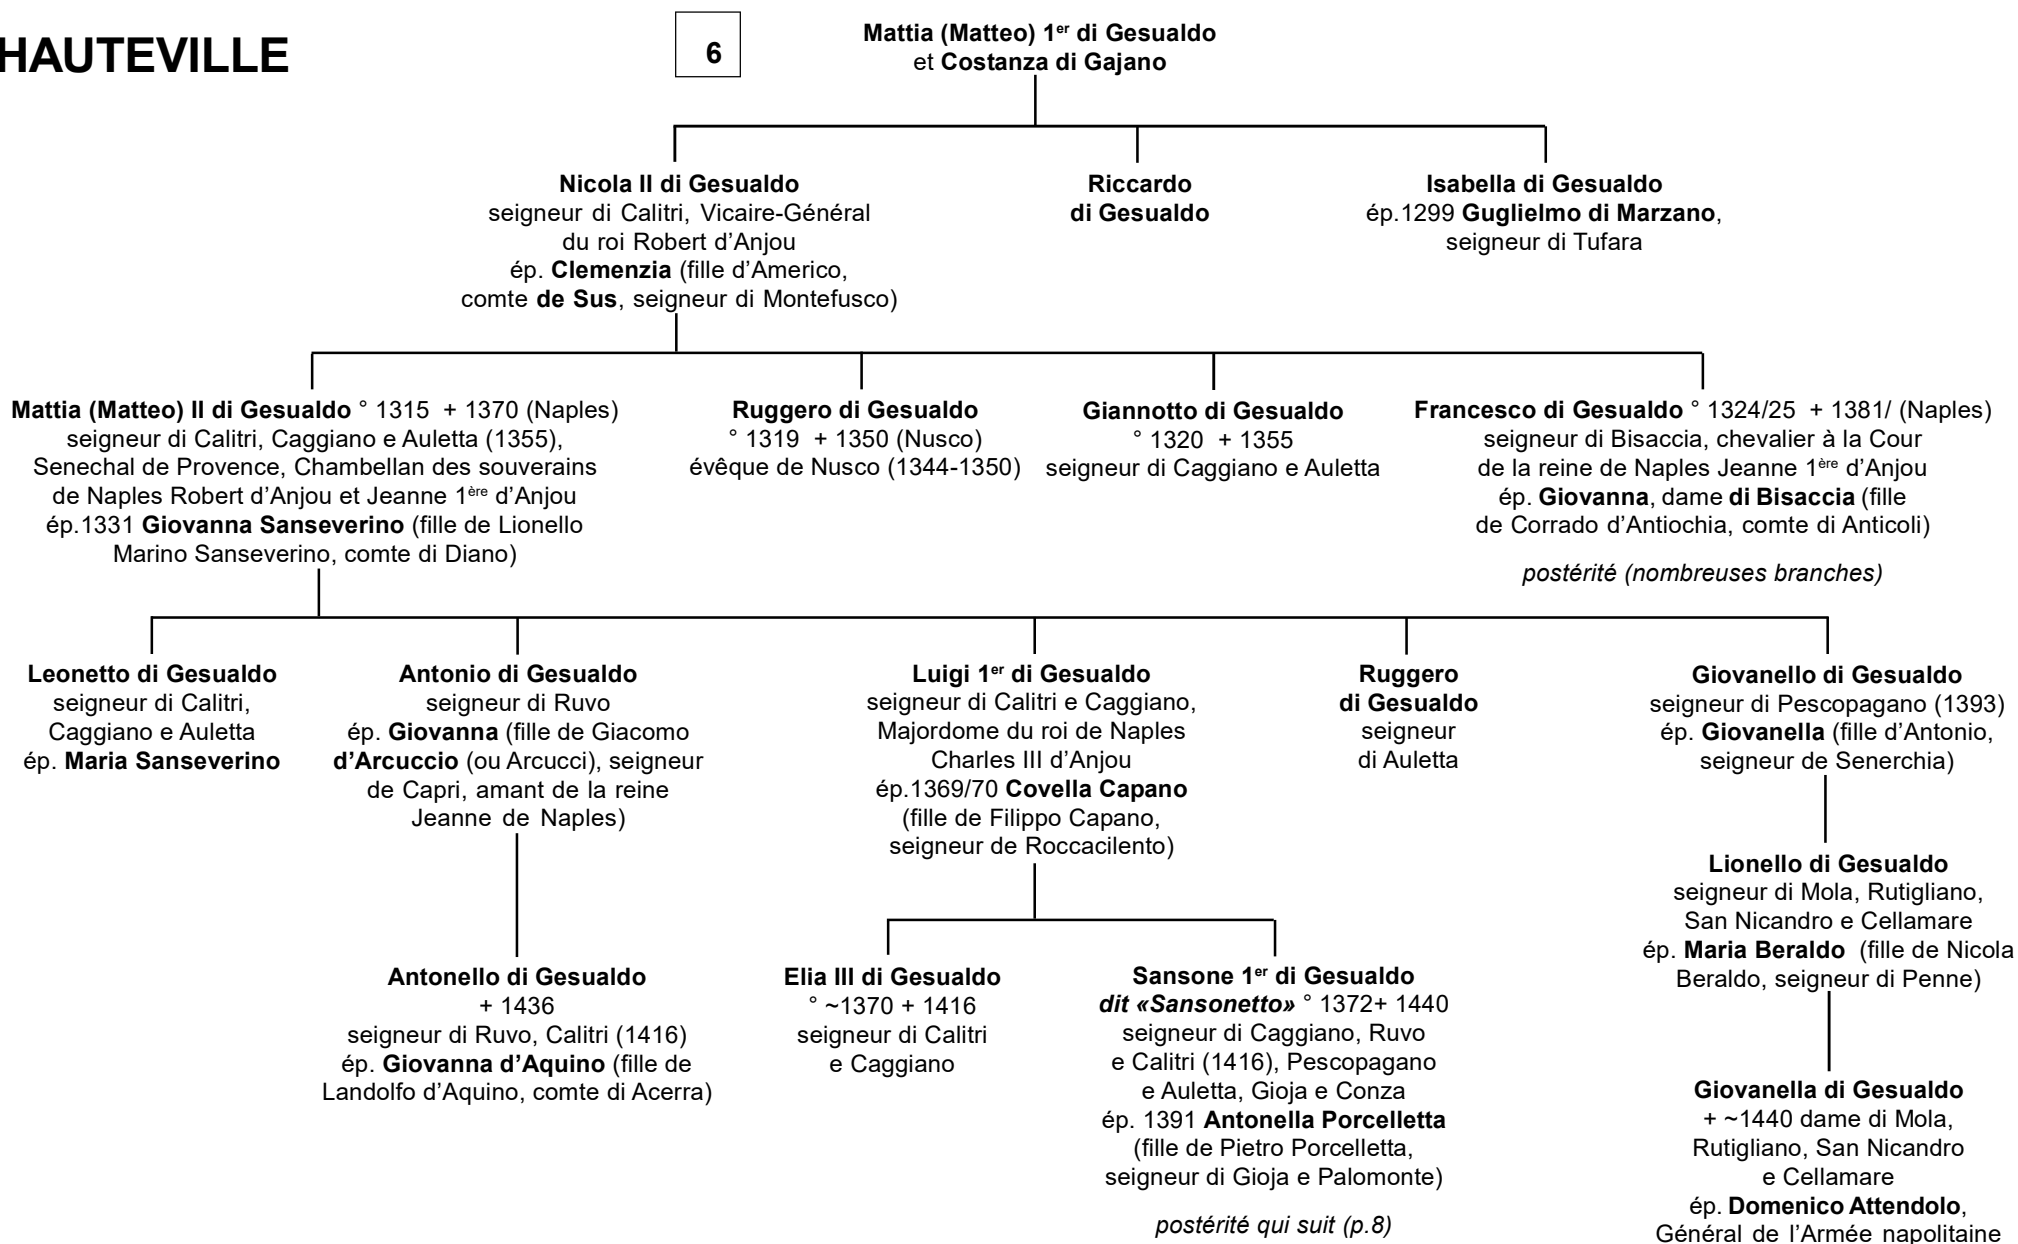 HAUTEVILLE
6
Mattia (Matteo) 1er di Gesualdo
et Costanza di Gajano
Nicola II di Gesualdo
seigneur di Calitri, Vicaire-Général
du roi Robert d'Anjou
ép. Clemenzia (fille d'Americo,
comte de Sus, seigneur di Montefusco)
Riccardo
di Gesualdo
Isabella di Gesualdo
ép.1299 Guglielmo di Marzano,
seigneur di Tufara
Mattia (Matteo) II di Gesualdo ° 1315 + 1370 (Naples)
seigneur di Calitri, Caggiano e Auletta (1355),
Senechal de Provence, Chambellan des souverains
de Naples Robert d'Anjou et Jeanne 1ère d'Anjou
ép.1331 Giovanna Sanseverino (fille de Lionello
Marino Sanseverino, comte di Diano)
Ruggero di Gesualdo
° 1319 + 1350 (Nusco)
évêque de Nusco (1344-1350)
Giannotto di Gesualdo
° 1320 + 1355
seigneur di Caggiano e Auletta
Francesco di Gesualdo ° 1324/25 + 1381/ (Naples)
seigneur di Bisaccia, chevalier à la Cour
de la reine de Naples Jeanne 1ère d'Anjou
ép. Giovanna, dame di Bisaccia (fille
de Corrado d'Antiochia, comte di Anticoli)
postérité (nombreuses branches)
Leonetto di Gesualdo
seigneur di Calitri,
Caggiano e Auletta
ép. Maria Sanseverino
Antonio di Gesualdo
seigneur di Ruvo
ép. Giovanna (fille de Giacomo
d'Arcuccio (ou Arcucci), seigneur
de Capri, amant de la reine
Jeanne de Naples)
Luigi 1er di Gesualdo
seigneur di Calitri e Caggiano,
Majordome du roi de Naples
Charles III d'Anjou
ép.1369/70 Covella Capano
(fille de Filippo Capano,
seigneur de Roccacilento)
Ruggero
di Gesualdo
seigneur
di Auletta
Giovanello di Gesualdo
seigneur di Pescopagano (1393)
ép. Giovanella (fille d'Antonio,
seigneur de Senerchia)
Lionello di Gesualdo
seigneur di Mola, Rutigliano,
San Nicandro e Cellamare
ép. Maria Beraldo (fille de Nicola
Beraldo, seigneur di Penne)
Antonello di Gesualdo
+ 1436
seigneur di Ruvo, Calitri (1416)
ép. Giovanna d'Aquino (fille de
Landolfo d'Aquino, comte di Acerra)
Elia III di Gesualdo
° ~1370 + 1416
seigneur di Calitri
e Caggiano
Sansone 1er di Gesualdo
dit «Sansonetto» ° 1372+ 1440
seigneur di Caggiano, Ruvo
e Calitri (1416), Pescopagano
e Auletta, Gioja e Conza
ép. 1391 Antonella Porcelletta
(fille de Pietro Porcelletta,
seigneur di Gioja e Palomonte)
postérité qui suit (p.8)
Giovanella di Gesualdo
+ ~1440 dame di Mola,
Rutigliano, San Nicandro
e Cellamare
ép. Domenico Attendolo,
Général de l'Armée napolitaine